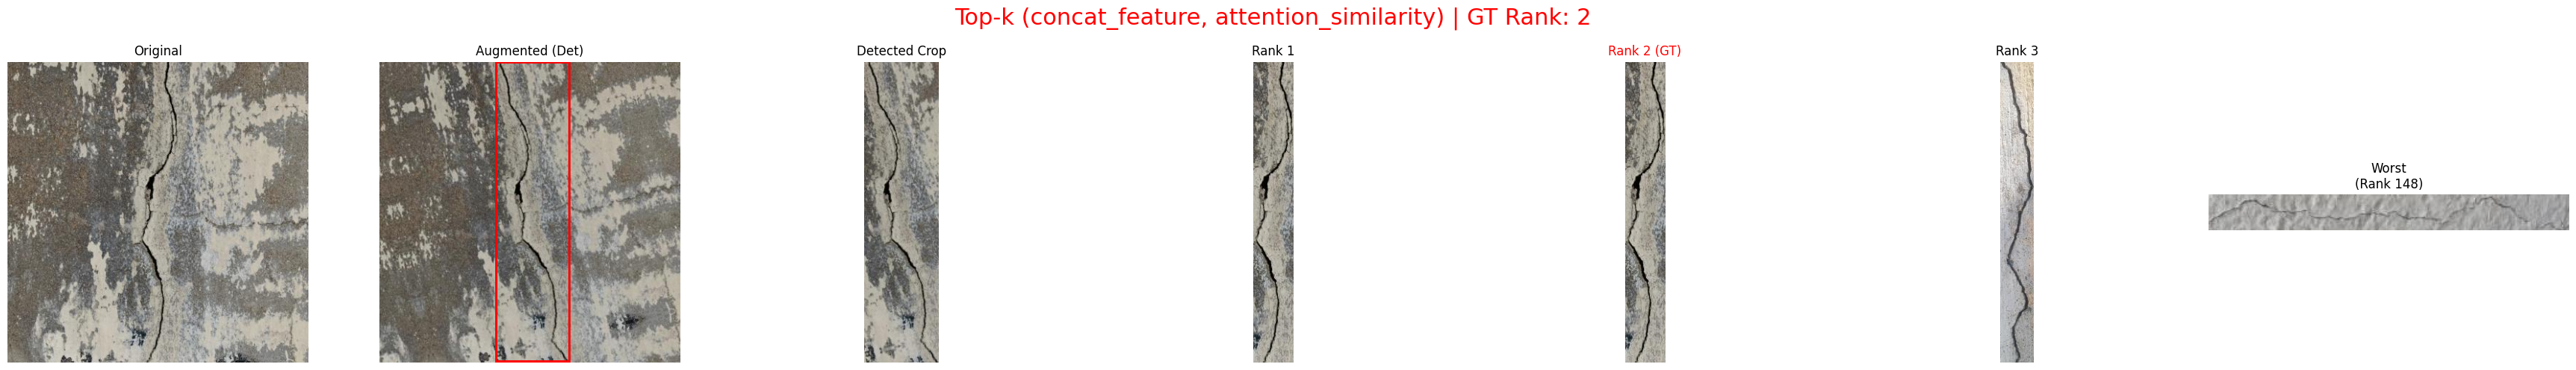 Top-k (concat_feature, attention_similarity) | GT Rank: 2
Original
Augmented (Det)
Detected Crop
Rank 1
Rank 2 (GT)
Rank 3
Worst
(Rank 148)